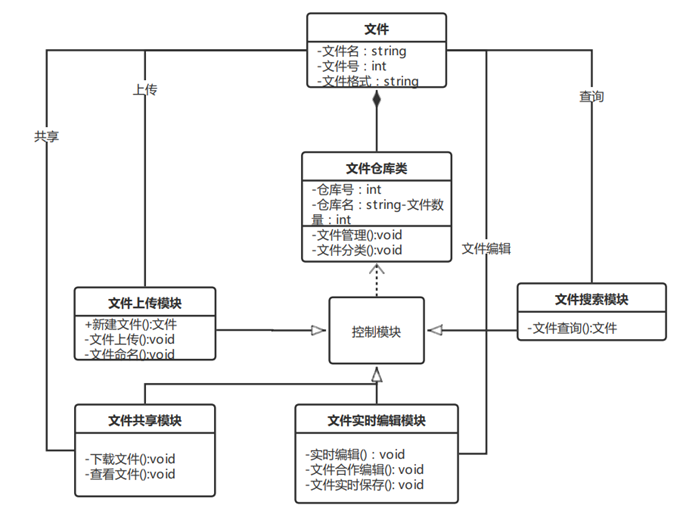 文件
-文件名：string
-文件号：int
-文件格式：string
上传
查询
共享
文件仓库类
-仓库号：int
-仓库名：string-文件数
量：int
-文件管理():void
-文件分类():void
文件编辑
文件上传模块
+新建文件():文件
-文件上传():void
-文件命名():void
控制模块
文件搜索模块
-文件查询():文件
文件共享模块
-下载文件():void
-查看文件():void
文件实时编辑模块
-实时编辑()：void
-文件合作编辑(): void
-文件实时保存(): void